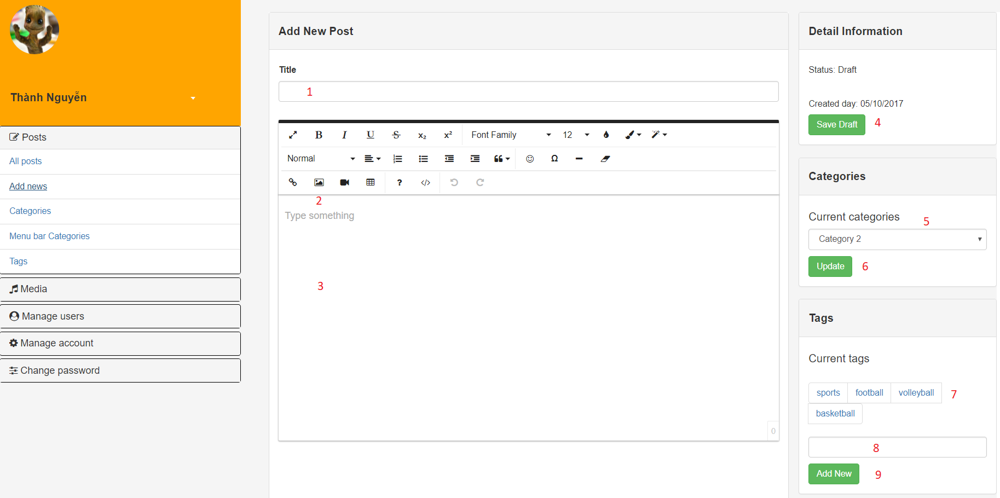 Thành Nguyễn
Posts
All posts
Add news
Categories
Menu bar Categories
Tags
Media
Manage users
Manage account
Change password
Add New Post
Title
1
B I U S x₂ x² Font Family 12
Normal Ω
? </>
2
Type something
3
0
Detail Information
Status: Draft
Created day: 05/10/2017
Save Draft 4
Categories
Current categories
5
Category 2
Update 6
Tags
Current tags
sports football volleyball 7
basketball
8
Add New 9